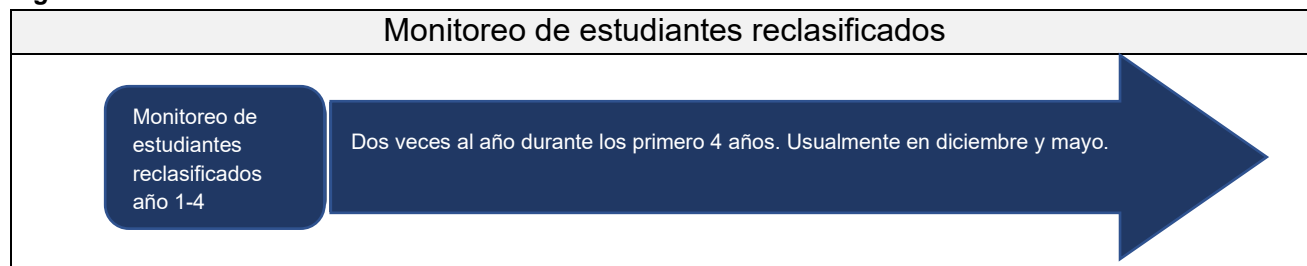 Monitoreo de estudiantes reclasificados
Monitoreo de
estudiantes
reclasificados
año 1-4
Dos veces al año durante los primero 4 años. Usualmente en diciembre y mayo.